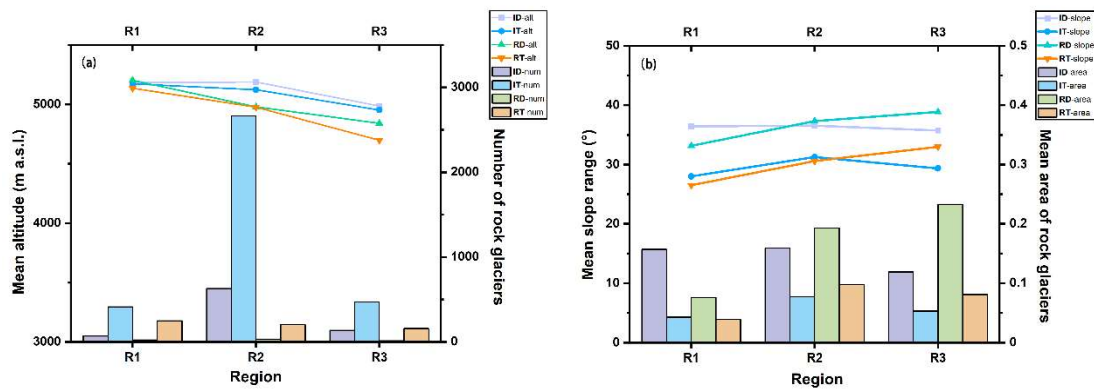 R1 R2 R3
ID-alt
IT-alt
RD-alt
RT-alt
ID-num
IT-num
RD-num
RT-num
(a)
5000
4000
3000
Mean altitude (m a.s.l.)
3000
2000
1000
0
Number of rock glaciers
R1 R2 R3
Region
R1 R2 R3
ID-slope
IT-slope
RD-slope
RT-slope
ID-area
IT-area
RD-area
RT-area
(b)
50
40
30
20
10
0
Mean slope range (°)
0.5
0.4
0.3
0.2
0.1
0
Mean area of rock glaciers
R1 R2 R3
Region